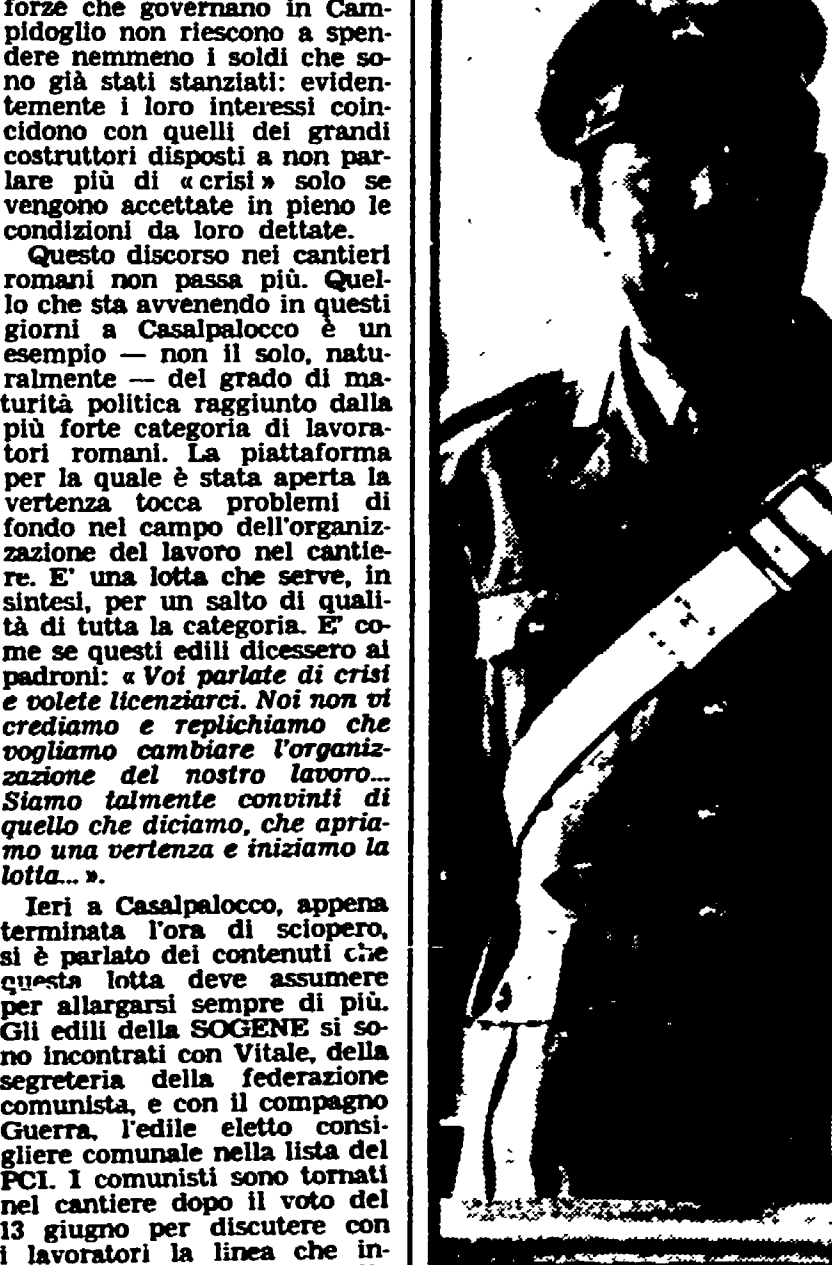 forze che governano in Cam-
pidoglio non riescono a spen-
dere nemmeno i soldi che so-
no già stati stanziati: eviden-
temente i loro interessi coin-
cidono con quelli dei grandi
costruttori disposti a non par-
lare più di «crisi» solo se
vengono accettate in pieno le
condizioni da loro dettate.
Questo discorso nei cantieri
romani non passa più. Quel-
lo che sta avvenendo in questi
giorni a Casalpalocco è un
esempio — non il solo, natu-
ralmente — del grado di ma-
turità politica raggiunto dalla
più forte categoria di lavora-
tori romani. La piattaforma
per la quale è stata aperta la
vertenza tocca problemi di
fondo nel campo dell'organiz-
zazione del lavoro nel cantie-
re. E' una lotta che serve, in
sintesi, per un salto di quali-
tà di tutta la categoria. E' co-
me se questi edili dicessero ai
padroni: « Voi parlate di crisi
e volete licenziarci. Noi non vi
crediamo e replichiamo che
vogliamo cambiare l'organiz-
zazione del nostro lavoro...
Siamo talmente convinti di
quello che diciamo, che apria-
mo una vertenza e iniziamo la
lotta... ».
Ieri a Casalpalocco, appena
terminata l'ora di sciopero,
si è parlato dei contenuti che
questa lotta deve assumere
per allargarsi sempre di più.
Gli edili della SOGENE si so-
no incontrati con Vitale, della
segreteria della federazione
comunista, e con il compagno
Guerra, l'edile eletto consi-
gliere comunale nella lista del
PCI. I comunisti sono tornati
nel cantiere dopo il voto del
13 giugno per discutere con
i lavoratori la linea che in-